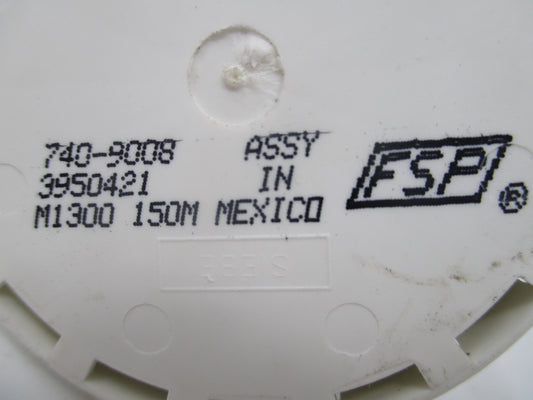 740-9008 ASSY
3950421 IN
M1300 150M MEXICO
FSP®